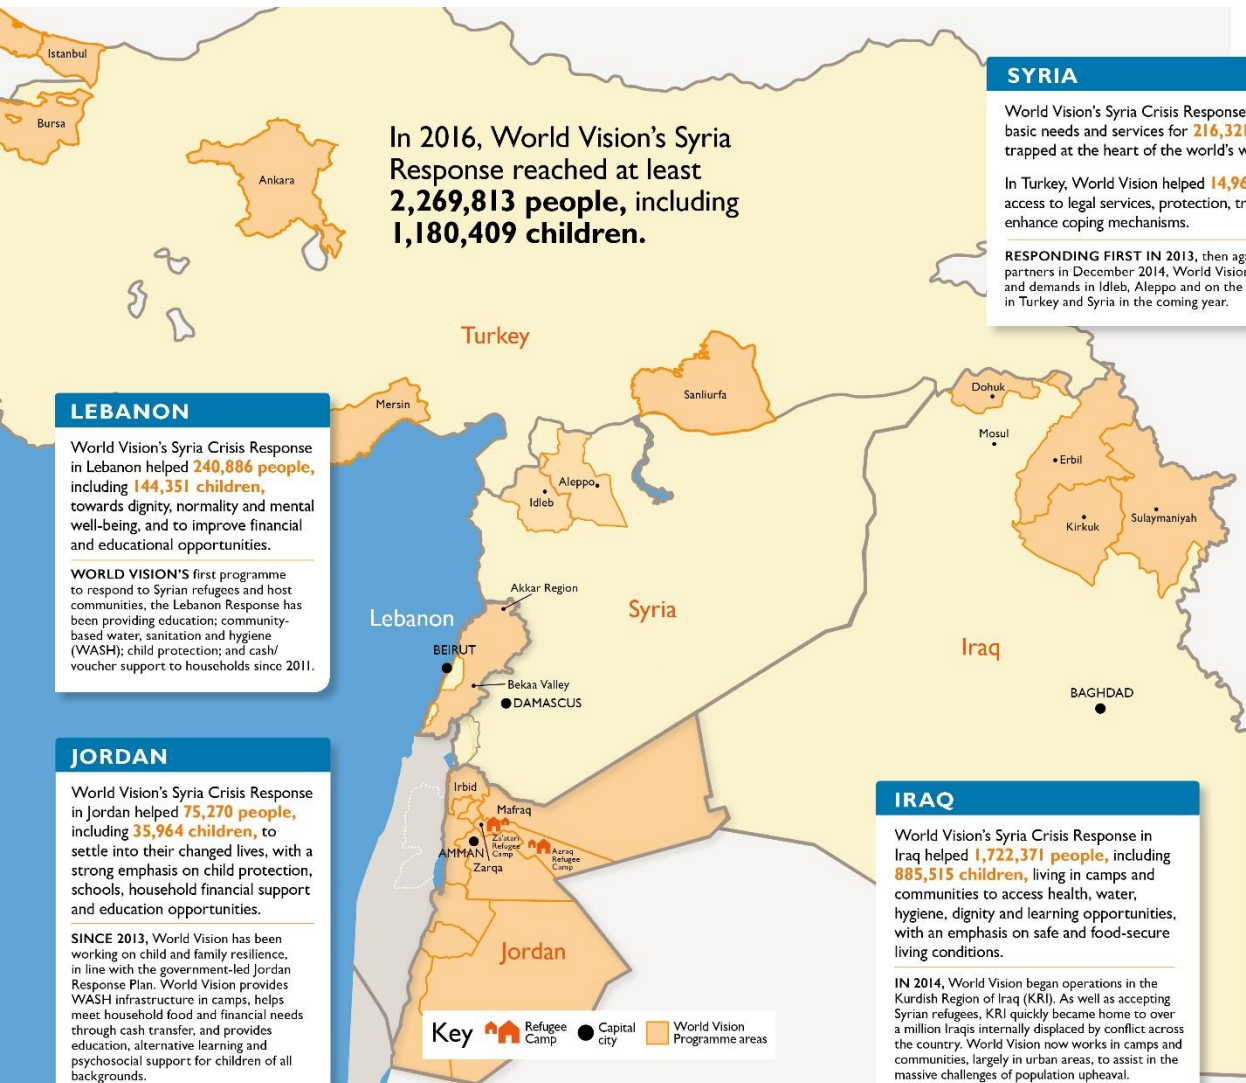 Istanbul
Bursa
Ankara
In 2016, World Vision's Syria
Response reached at least
2,269,813 people, including
1,180,409 children.
SYRIA
World Vision's Syria Crisis Response
basic needs and services for 216,321
trapped at the heart of the world's w
In Turkey, World Vision helped 14,96
access to legal services, protection, tr
enhance coping mechanisms.
RESPONDING FIRST IN 2013, then aga
partners in December 2014, World Vision
and demands in Idleb, Aleppo and on the
in Turkey and Syria in the coming year.
Turkey
Mersin
Sanliurfa
Dohuk
Mosul
Erbil
Kirkuk
Sulaymaniyah
Aleppo
Idleb
LEBANON
World Vision's Syria Crisis Response
in Lebanon helped 240,886 people,
including 144,351 children,
towards dignity, normality and mental
well-being, and to improve financial
and educational opportunities.
WORLD VISION'S first programme
to respond to Syrian refugees and host
communities, the Lebanon Response has
been providing education; community-
based water, sanitation and hygiene
(WASH); child protection; and cash/
voucher support to households since 2011.
Akkar Region
Lebanon
Syria
BEIRUT
Bekaa Valley
DAMASCUS
Iraq
BAGHDAD
JORDAN
World Vision's Syria Crisis Response
in Jordan helped 75,270 people,
including 35,964 children, to
settle into their changed lives, with a
strong emphasis on child protection,
schools, household financial support
and education opportunities.
SINCE 2013, World Vision has been
working on child and family resilience,
in line with the government-led Jordan
Response Plan. World Vision provides
WASH infrastructure in camps, helps
meet household food and financial needs
through cash transfer, and provides
education, alternative learning and
psychosocial support for children of all
backgrounds.
Irbid
Mafraq
Za'atari
Refugee
Camp
AMMAN
Zarqa
Azraq
Refugee
Camp
Jordan
IRAQ
World Vision's Syria Crisis Response in
Iraq helped 1,722,371 people, including
885,515 children, living in camps and
communities to access health, water,
hygiene, dignity and learning opportunities,
with an emphasis on safe and food-secure
living conditions.
IN 2014, World Vision began operations in the
Kurdish Region of Iraq (KRI). As well as accepting
Syrian refugees, KRI quickly became home to over
a million Iraqis internally displaced by conflict across
the country. World Vision now works in camps and
communities, largely in urban areas, to assist in the
massive challenges of population upheaval.
Key
Refugee
Camp
Capital
city
World Vision
Programme areas